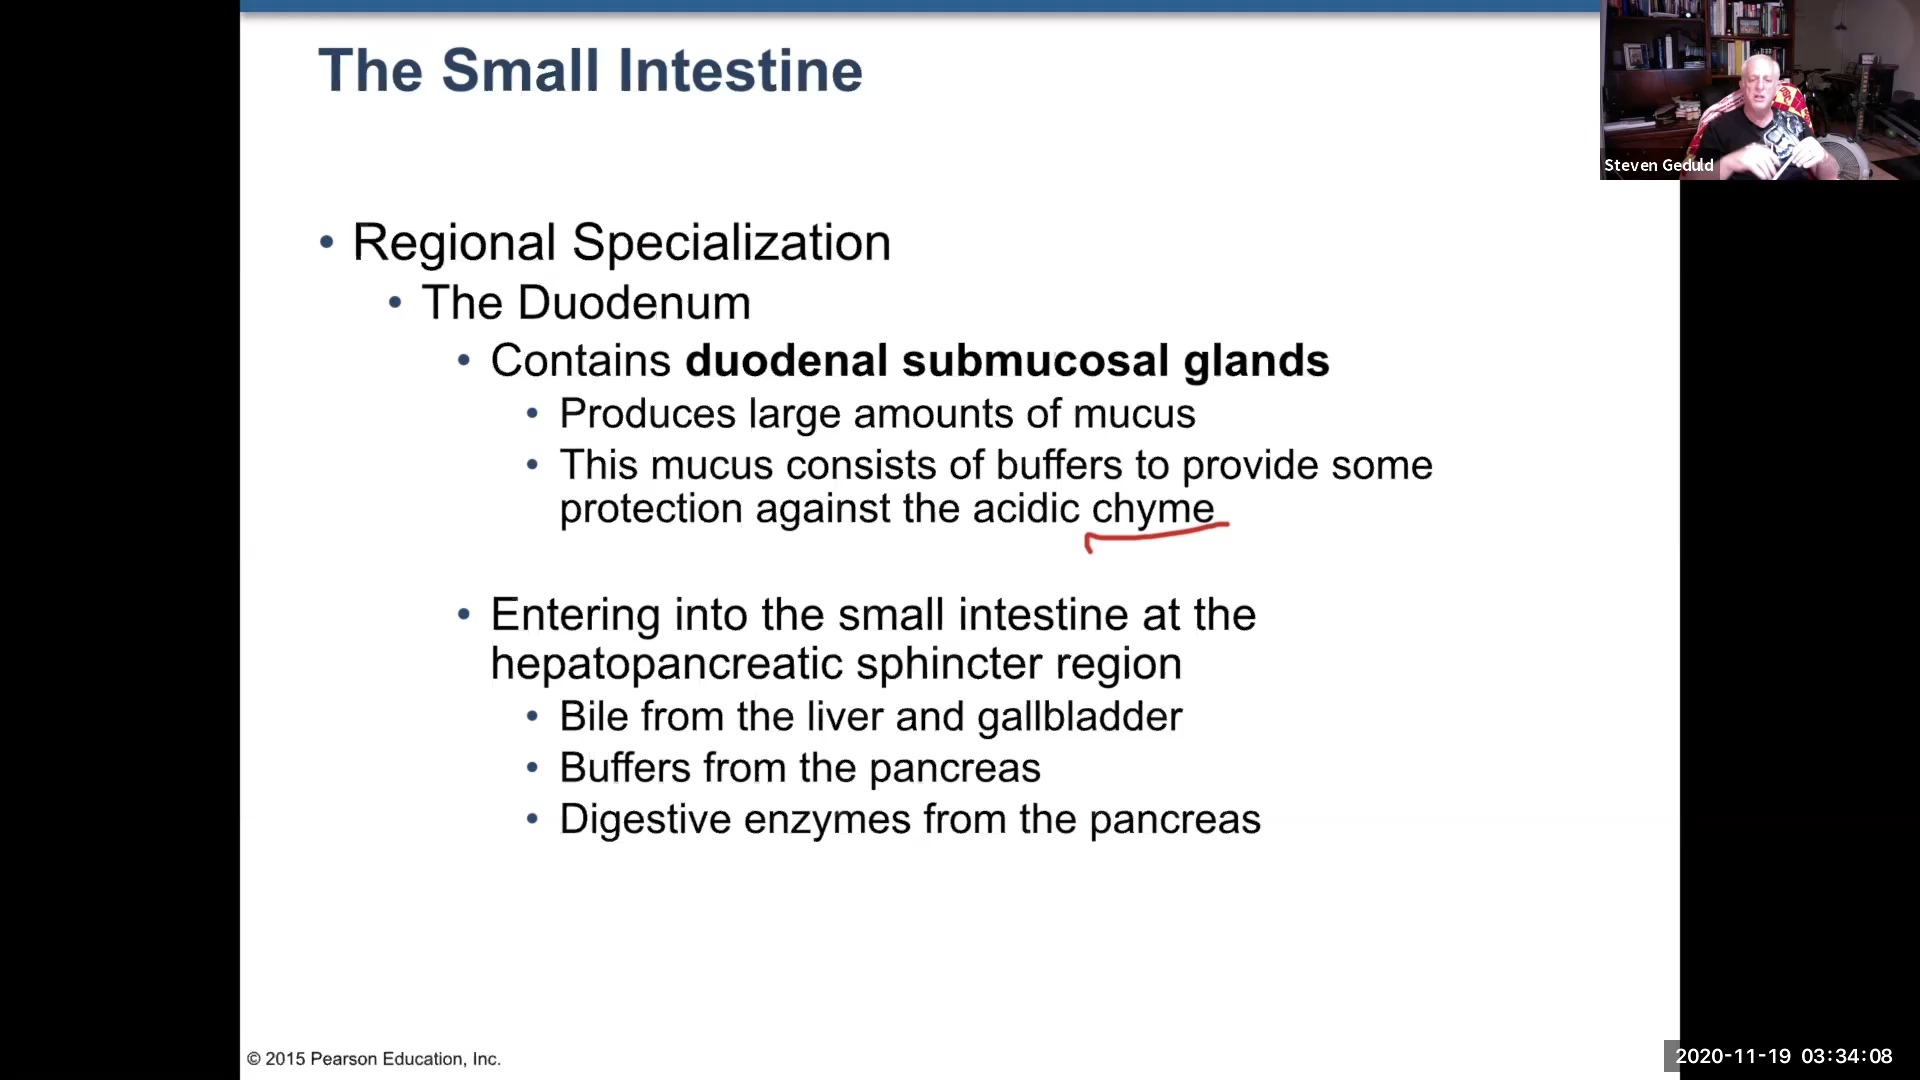 The Small Intestine
Steven Geduld
• Regional Specialization
• The Duodenum
• Contains duodenal submucosal glands
• Produces large amounts of mucus
• This mucus consists of buffers to provide some
protection against the acidic chyme
• Entering into the small intestine at the
hepatopancreatic sphincter region
• Bile from the liver and gallbladder
• Buffers from the pancreas
• Digestive enzymes from the pancreas
© 2015 Pearson Education, Inc.
2020-11-19 03:34:08